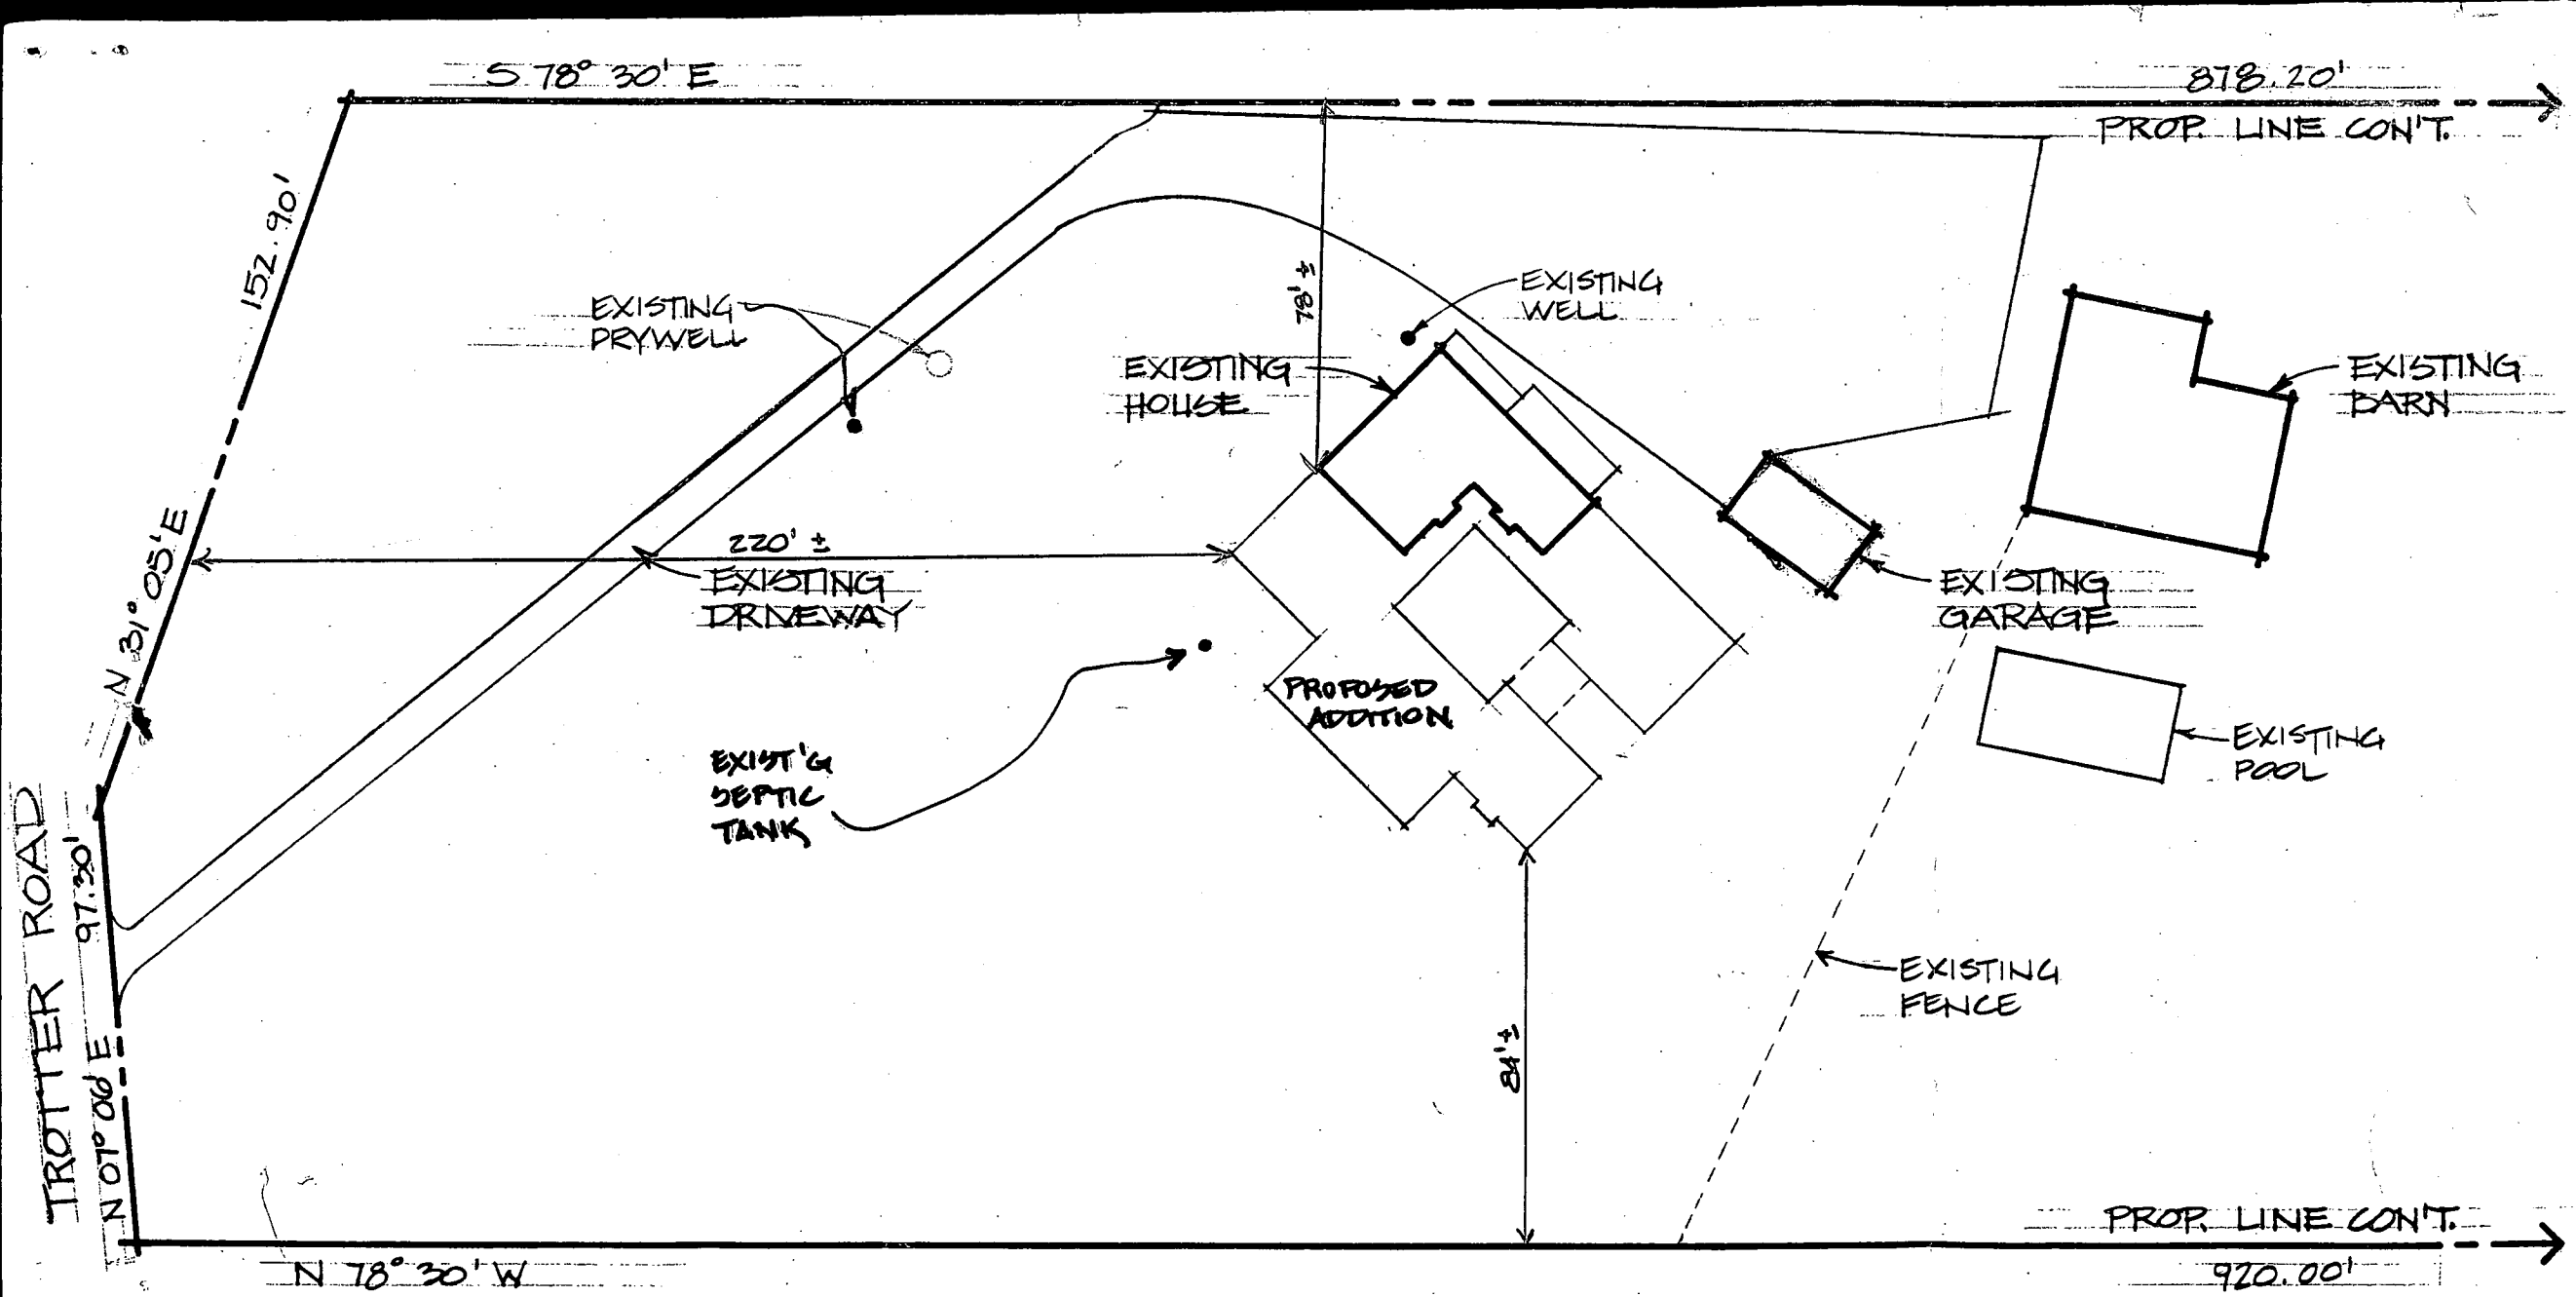 S 78° 30' E
878.20'
PROP. LINE CON'T.
152.90'
N 31° 05' E
EXISTING
DRYWELL
78' ±
EXISTING
WELL
EXISTING
HOUSE
EXISTING
BARN
220' ±
EXISTING
DRIVEWAY
EXISTING
GARAGE
PROPOSED
ADDITION
EXISTING
POOL
EXIST'G
SEPTIC
TANK
TROTTER ROAD
97.30'
N 07° 06' E
EXISTING
FENCE
84' ±
PROP. LINE CON'T.
N 78° 30' W
920.00'